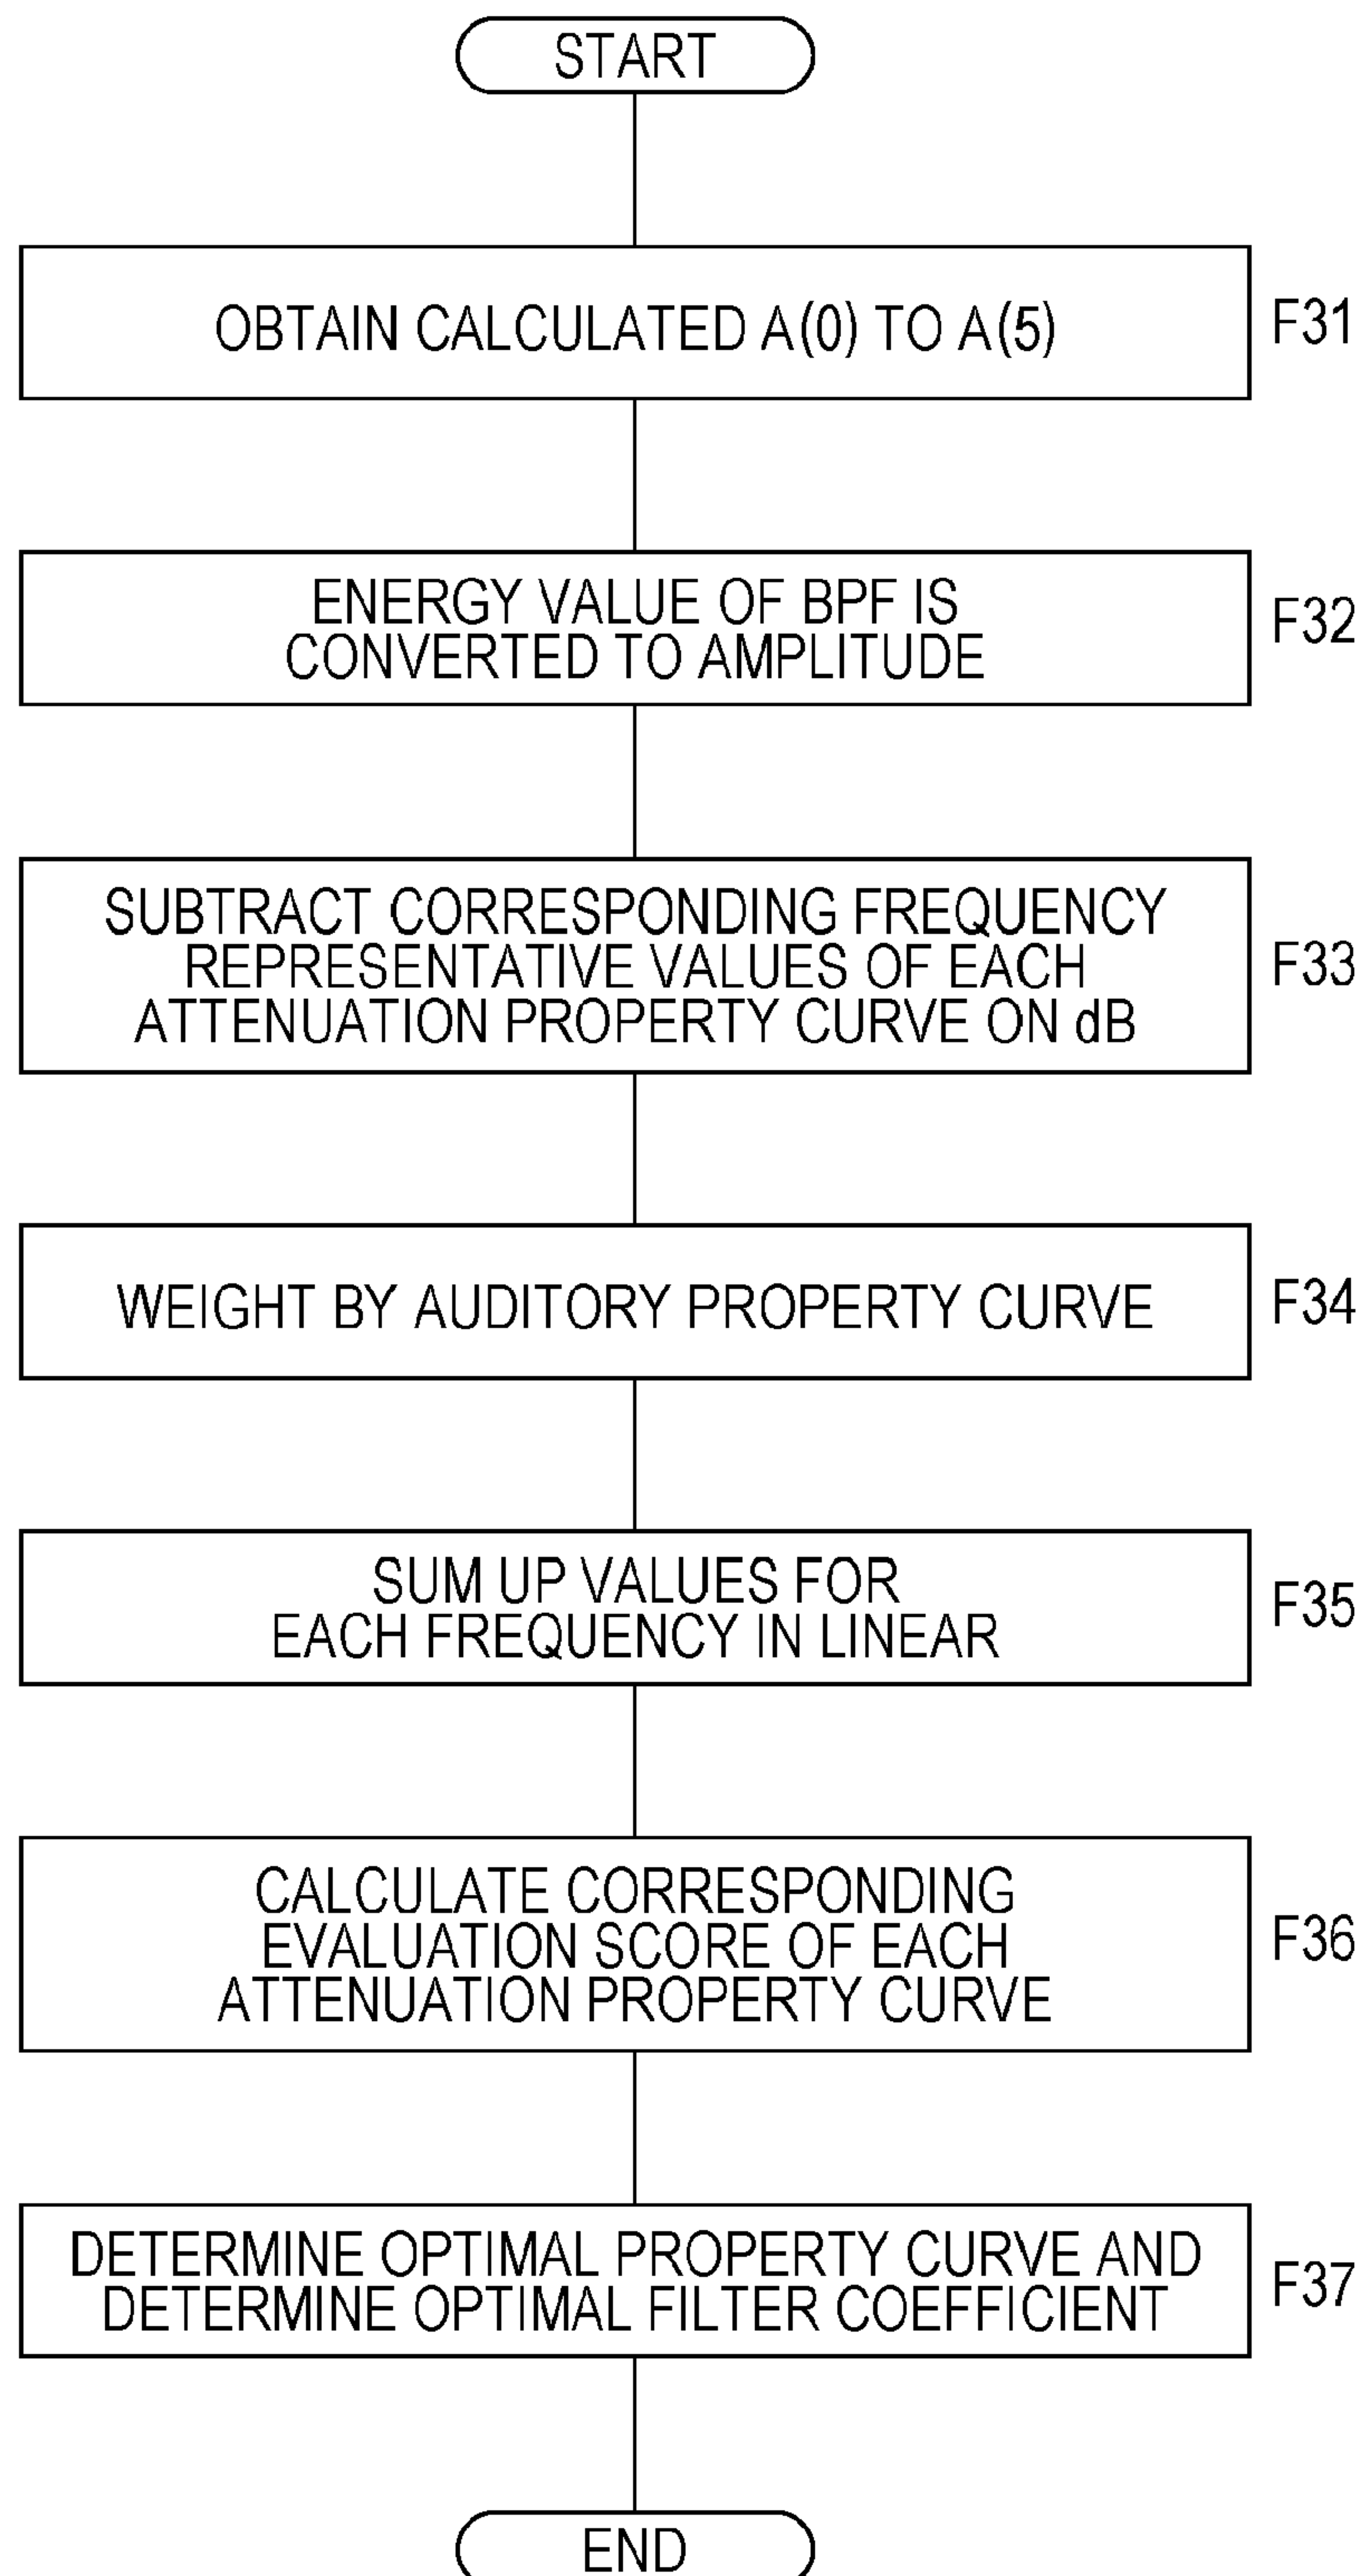 START
OBTAIN CALCULATED A(0) TO A(5)
F31
ENERGY VALUE OF BPF IS
CONVERTED TO AMPLITUDE
F32
SUBTRACT CORRESPONDING FREQUENCY
REPRESENTATIVE VALUES OF EACH
ATTENUATION PROPERTY CURVE ON dB
F33
WEIGHT BY AUDITORY PROPERTY CURVE
F34
SUM UP VALUES FOR
EACH FREQUENCY IN LINEAR
F35
CALCULATE CORRESPONDING
EVALUATION SCORE OF EACH
ATTENUATION PROPERTY CURVE
F36
DETERMINE OPTIMAL PROPERTY CURVE AND
DETERMINE OPTIMAL FILTER COEFFICIENT
F37
END